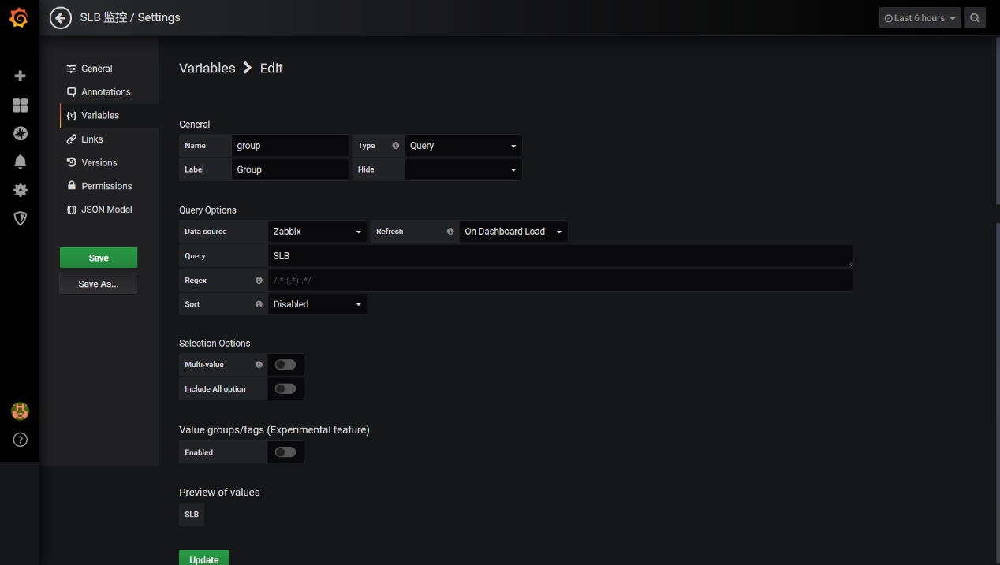 SLB 监控 / Settings
Last 6 hours
General
Annotations
Variables
Links
Versions
Permissions
JSON Model
Save
Save As...
Variables > Edit
General
Name group Type Query
Label Group Hide
Query Options
Data source Zabbix Refresh On Dashboard Load
Query SLB
Regex /.*-(.*)-.*/
Sort Disabled
Selection Options
Multi-value
Include All option
Value groups/tags (Experimental feature)
Enabled
Preview of values
SLB
Update